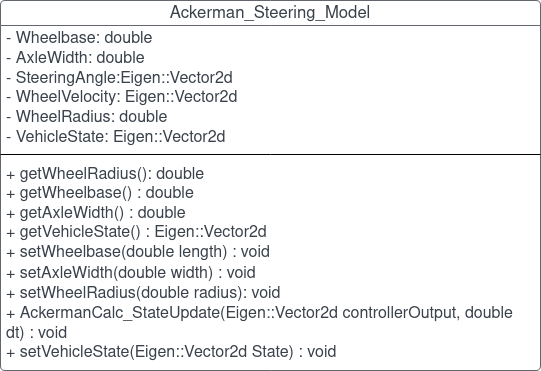 Ackerman_Steering_Model
- Wheelbase: double
- AxleWidth: double
- SteeringAngle:Eigen::Vector2d
- WheelVelocity: Eigen::Vector2d
- WheelRadius: double
- VehicleState: Eigen::Vector2d
+ getWheelRadius(): double
+ getWheelbase() : double
+ getAxleWidth() : double
+ getVehicleState() : Eigen::Vector2d
+ setWheelbase(double length) : void
+ setAxleWidth(double width) : void
+ setWheelRadius(double radius): void
+ AckermanCalc_StateUpdate(Eigen::Vector2d controllerOutput, double
dt) : void
+ setVehicleState(Eigen::Vector2d State) : void